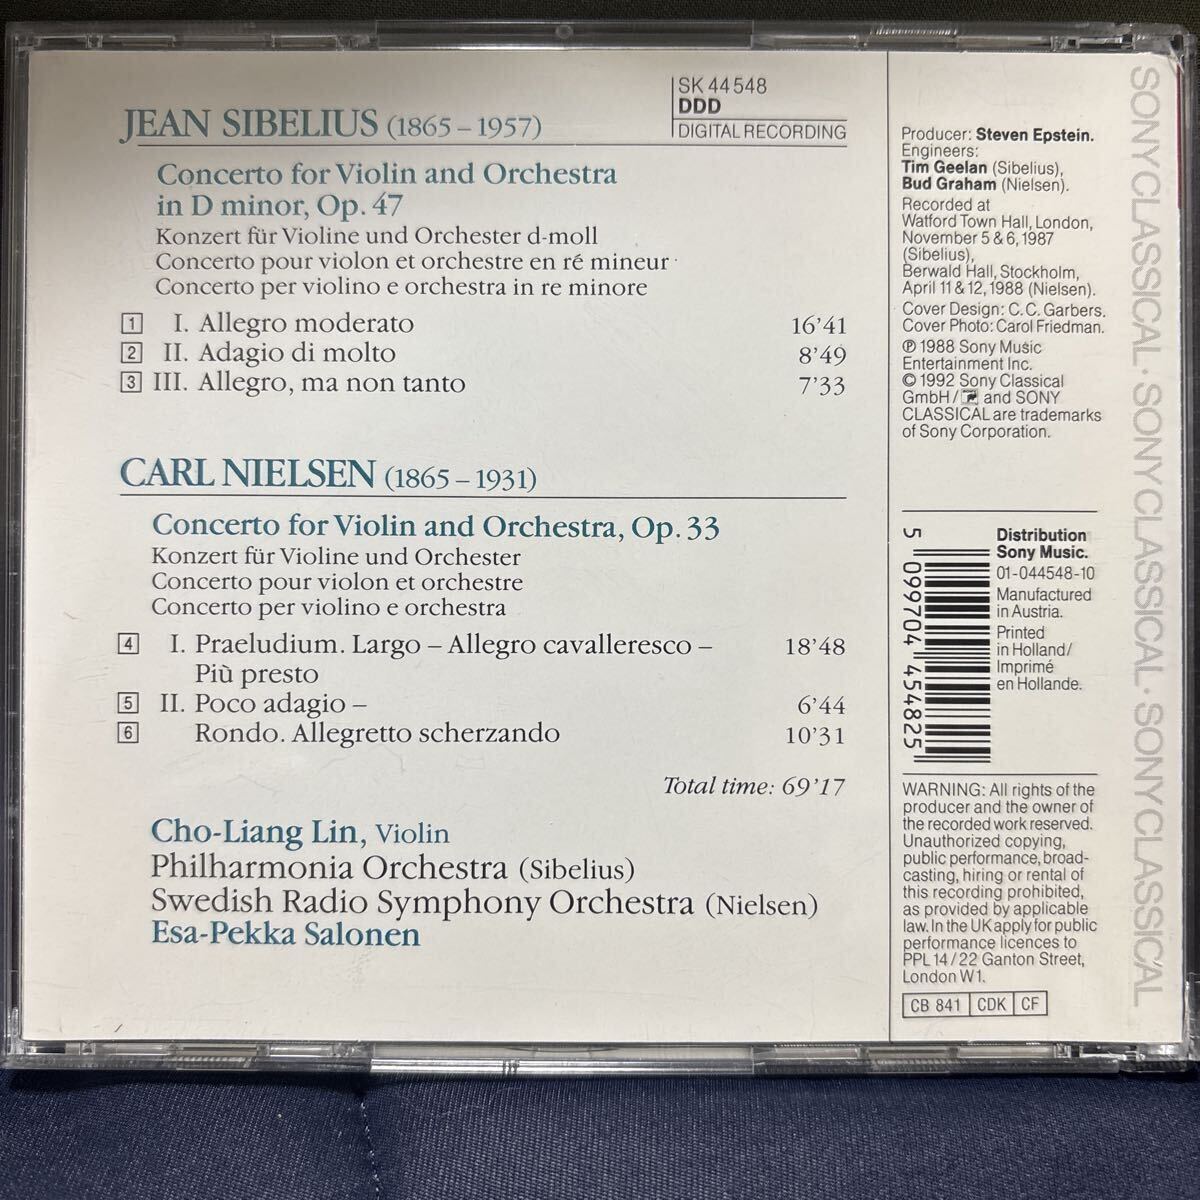 SK 44548
DDD
DIGITAL RECORDING
JEAN SIBELIUS (1865 – 1957)
Concerto for Violin and Orchestra
in D minor, Op. 47
Konzert für Violine und Orchester d-moll
Concerto pour violon et orchestre en ré mineur
Concerto per violino e orchestra in re minore
1 I. Allegro moderato 16'41
2 II. Adagio di molto 8'49
3 III. Allegro, ma non tanto 7'33
CARL NIELSEN (1865 – 1931)
Concerto for Violin and Orchestra, Op. 33
Konzert für Violine und Orchester
Concerto pour violon et orchestre
Concerto per violino e orchestra
4 I. Praeludium. Largo – Allegro cavalleresco – 18'48
Più presto
5 II. Poco adagio – 6'44
6 Rondo. Allegretto scherzando 10'31
Total time: 69'17
Cho-Liang Lin, Violin
Philharmonia Orchestra (Sibelius)
Swedish Radio Symphony Orchestra (Nielsen)
Esa-Pekka Salonen
Producer: Steven Epstein.
Engineers:
Tim Geelan (Sibelius),
Bud Graham (Nielsen).
Recorded at
Watford Town Hall, London,
November 5 & 6, 1987
(Sibelius),
Berwald Hall, Stockholm,
April 11 & 12, 1988 (Nielsen).
Cover Design: C. C. Garbers.
Cover Photo: Carol Friedman.
℗ 1988 Sony Music
Entertainment Inc.
© 1992 Sony Classical
GmbH / and SONY
CLASSICAL are trademarks
of Sony Corporation.
5 099704 454825
Distribution
Sony Music.
01-044548-10
Manufactured
in Austria.
Printed
in Holland/
Imprimé
en Hollande.
WARNING: All rights of the
producer and the owner of
the recorded work reserved.
Unauthorized copying,
public performance, broad-
casting, hiring or rental of
this recording prohibited,
as provided by applicable
law. In the UK apply for public
performance licences to
PPL 14 / 22 Ganton Street,
London W1.
CB 841 CDK CF
SONY CLASSICAL · SONY CLASSICAL · SONY CLASSICAL